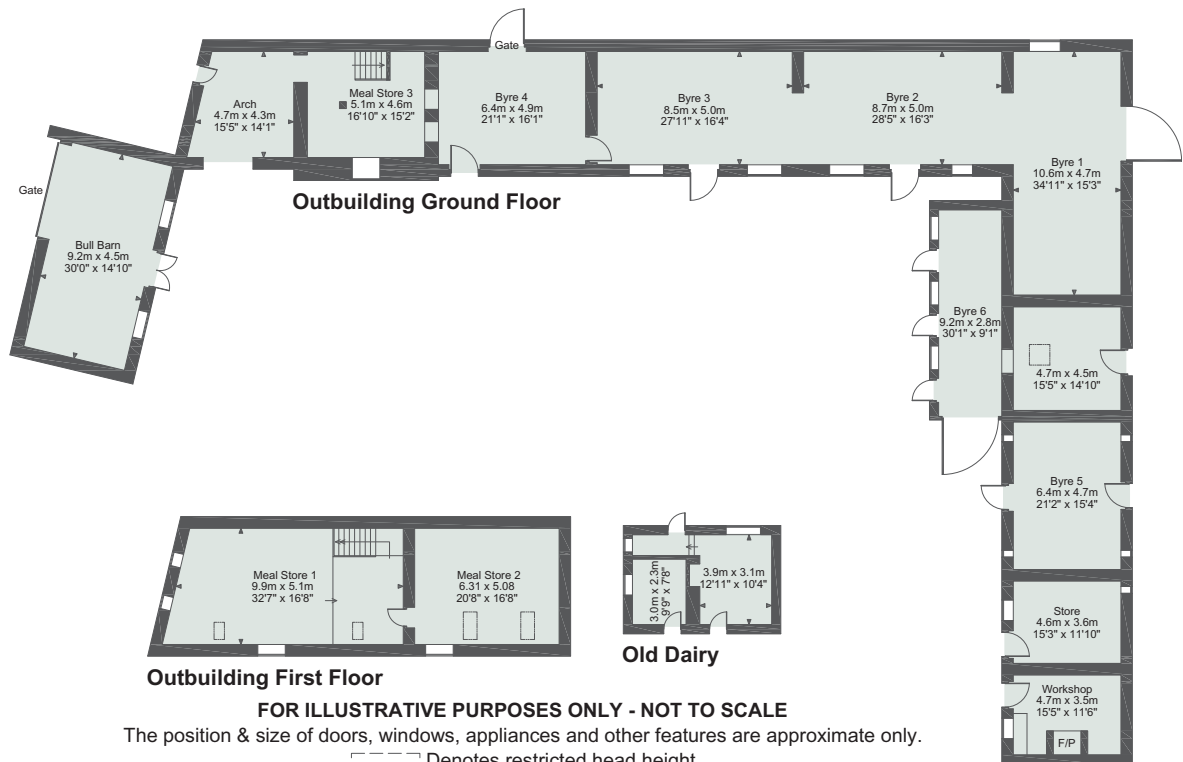 Gate
Arch
4.7m x 4.3m
15'5" x 14'1"
Meal Store 3
5.1m x 4.6m
16'10" x 15'2"
Byre 4
6.4m x 4.9m
21'1" x 16'1"
Byre 3
8.5m x 5.0m
27'11" x 16'4"
Byre 2
8.7m x 5.0m
28'5" x 16'3"
Byre 1
10.6m x 4.7m
34'11" x 15'3"
Gate
Bull Barn
9.2m x 4.5m
30'0" x 14'10"
Outbuilding Ground Floor
Byre 6
9.2m x 2.8m
30'1" x 9'1"
4.7m x 4.5m
15'5" x 14'10"
Byre 5
6.4m x 4.7m
21'2" x 15'4"
Store
4.6m x 3.6m
15'3" x 11'10"
Workshop
4.7m x 3.5m
15'5" x 11'6"
F/P
Meal Store 1
9.9m x 5.1m
32'7" x 16'8"
Meal Store 2
6.31 x 5.08
20'8" x 16'8"
Outbuilding First Floor
3.0m x 2.3m
9'9" x 7'8"
3.9m x 3.1m
12'11" x 10'4"
Old Dairy
FOR ILLUSTRATIVE PURPOSES ONLY - NOT TO SCALE
The position & size of doors, windows, appliances and other features are approximate only.
Denotes restricted head height